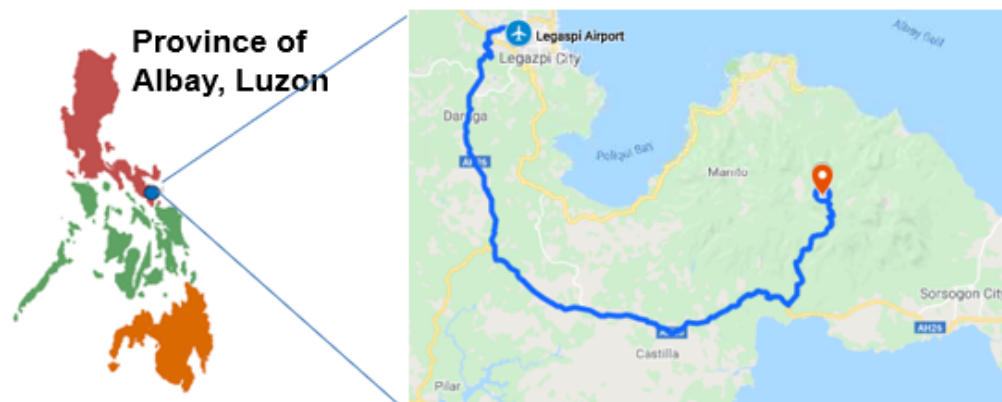 Province of
Albay, Luzon
Legaspi Airport
Legazpi City
Albay Gulf
Daraga
AH26
Poliqui Bay
Manito
Sorsogon City
AH26
Castilla
Pilar